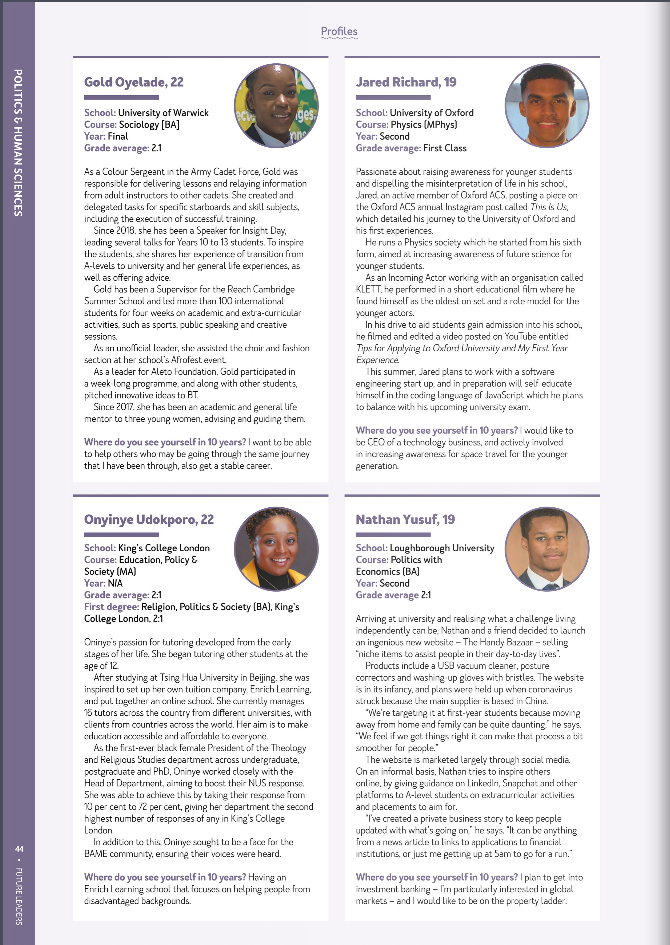 Profiles
POLITICS & HUMAN SCIENCES
Gold Oyelade, 22
School: University of Warwick
Course: Sociology [BA]
Year: Final
Grade average: 2.1
As a Colour Sergeant in the Army Cadet Force, Gold was
responsible for delivering lessons and relaying information
from adult instructors to other cadets. She created and
delegated tasks for specific starboards and skill subjects,
including the execution of successful training.
Since 2018, she has been a Speaker for Insight Day,
leading several talks for Years 10 to 13 students. To inspire
the students, she shares her experience of transition from
A-levels to university and her general life experiences, as
well as offering advice.
Gold has been a Supervisor for the Reach Cambridge
Summer School and led more than 100 international
students for four weeks on academic and extra-curricular
activities, such as sports, public speaking and creative
sessions.
As an unofficial leader, she assisted the choir and fashion
section at her school's Afrofest event.
As a leader for Aleto Foundation, Gold participated in
a week-long programme, and along with other students,
pitched innovative ideas to BT.
Since 2017, she has been an academic and general life
mentor to three young women, advising and guiding them.
Where do you see yourself in 10 years? I want to be able
to help others who may be going through the same journey
that I have been through, also get a stable career.
Jared Richard, 19
School: University of Oxford
Course: Physics (MPhys)
Year: Second
Grade average: First Class
Passionate about raising awareness for younger students
and dispelling the misinterpretation of life in his school,
Jared, an active member of Oxford ACS, posting a piece on
the Oxford ACS annual Instagram post called This is Us,
which detailed his journey to the University of Oxford and
his first experiences.
He runs a Physics society which he started from his sixth
form, aimed at increasing awareness of future science for
younger students.
As an Incoming Actor working with an organisation called
KLETT, he performed in a short educational film where he
found himself as the oldest on set and a role model for the
younger actors.
In his drive to aid students gain admission into his school,
he filmed and edited a video posted on YouTube entitled
Tips for Applying to Oxford University and My First Year
Experience.
This summer, Jared plans to work with a software
engineering start up, and in preparation will self-educate
himself in the coding language of JavaScript which he plans
to balance with his upcoming university exam.
Where do you see yourself in 10 years? I would like to
be CEO of a technology business, and actively involved
in increasing awareness for space travel for the younger
generation.
Onyinye Udokporo, 22
School: King's College London
Course: Education, Policy &
Society (MA)
Year: N/A
Grade average: 2:1
First degree: Religion, Politics & Society (BA), King's
College London, 2:1
Oninye's passion for tutoring developed from the early
stages of her life. She began tutoring other students at the
age of 12.
After studying at Tsing Hua University in Beijing, she was
inspired to set up her own tuition company, Enrich Learning,
and put together an online school. She currently manages
16 tutors across the country from different universities, with
clients from countries across the world. Her aim is to make
education accessible and affordable to everyone.
As the first-ever black female President of the Theology
and Religious Studies department across undergraduate,
postgraduate and PhD, Oninye worked closely with the
Head of Department, aiming to boost their NUS response.
She was able to achieve this by taking their response from
10 per cent to 72 per cent, giving her department the second
highest number of responses of any in King's College
London.
In addition to this, Oninye sought to be a face for the
BAME community, ensuring their voices were heard.
Where do you see yourself in 10 years? Having an
Enrich Learning school that focuses on helping people from
disadvantaged backgrounds.
Nathan Yusuf, 19
School: Loughborough University
Course: Politics with
Economics (BA)
Year: Second
Grade average 2:1
Arriving at university and realising what a challenge living
independently can be, Nathan and a friend decided to launch
an ingenious new website – The Handy Bazaar – selling
"niche items to assist people in their day-to-day lives".
Products include a USB vacuum cleaner, posture
correctors and washing-up gloves with bristles. The website
is in its infancy, and plans were held up when coronavirus
struck because the main supplier is based in China.
"We're targeting it at first-year students because moving
away from home and family can be quite daunting," he says.
"We feel if we get things right it can make that process a bit
smoother for people."
The website is marketed largely through social media.
On an informal basis, Nathan tries to inspire others
online, by giving guidance on LinkedIn, Snapchat and other
platforms to A-level students on extracurricular activities
and placements to aim for.
"I've created a private business story to keep people
updated with what's going on," he says. "It can be anything
from a news article to links to applications to financial
institutions, or just me getting up at 5am to go for a run."
Where do you see yourself in 10 years? I plan to get into
investment banking – I'm particularly interested in global
markets – and I would like to be on the property ladder.
44 • FUTURE LEADERS